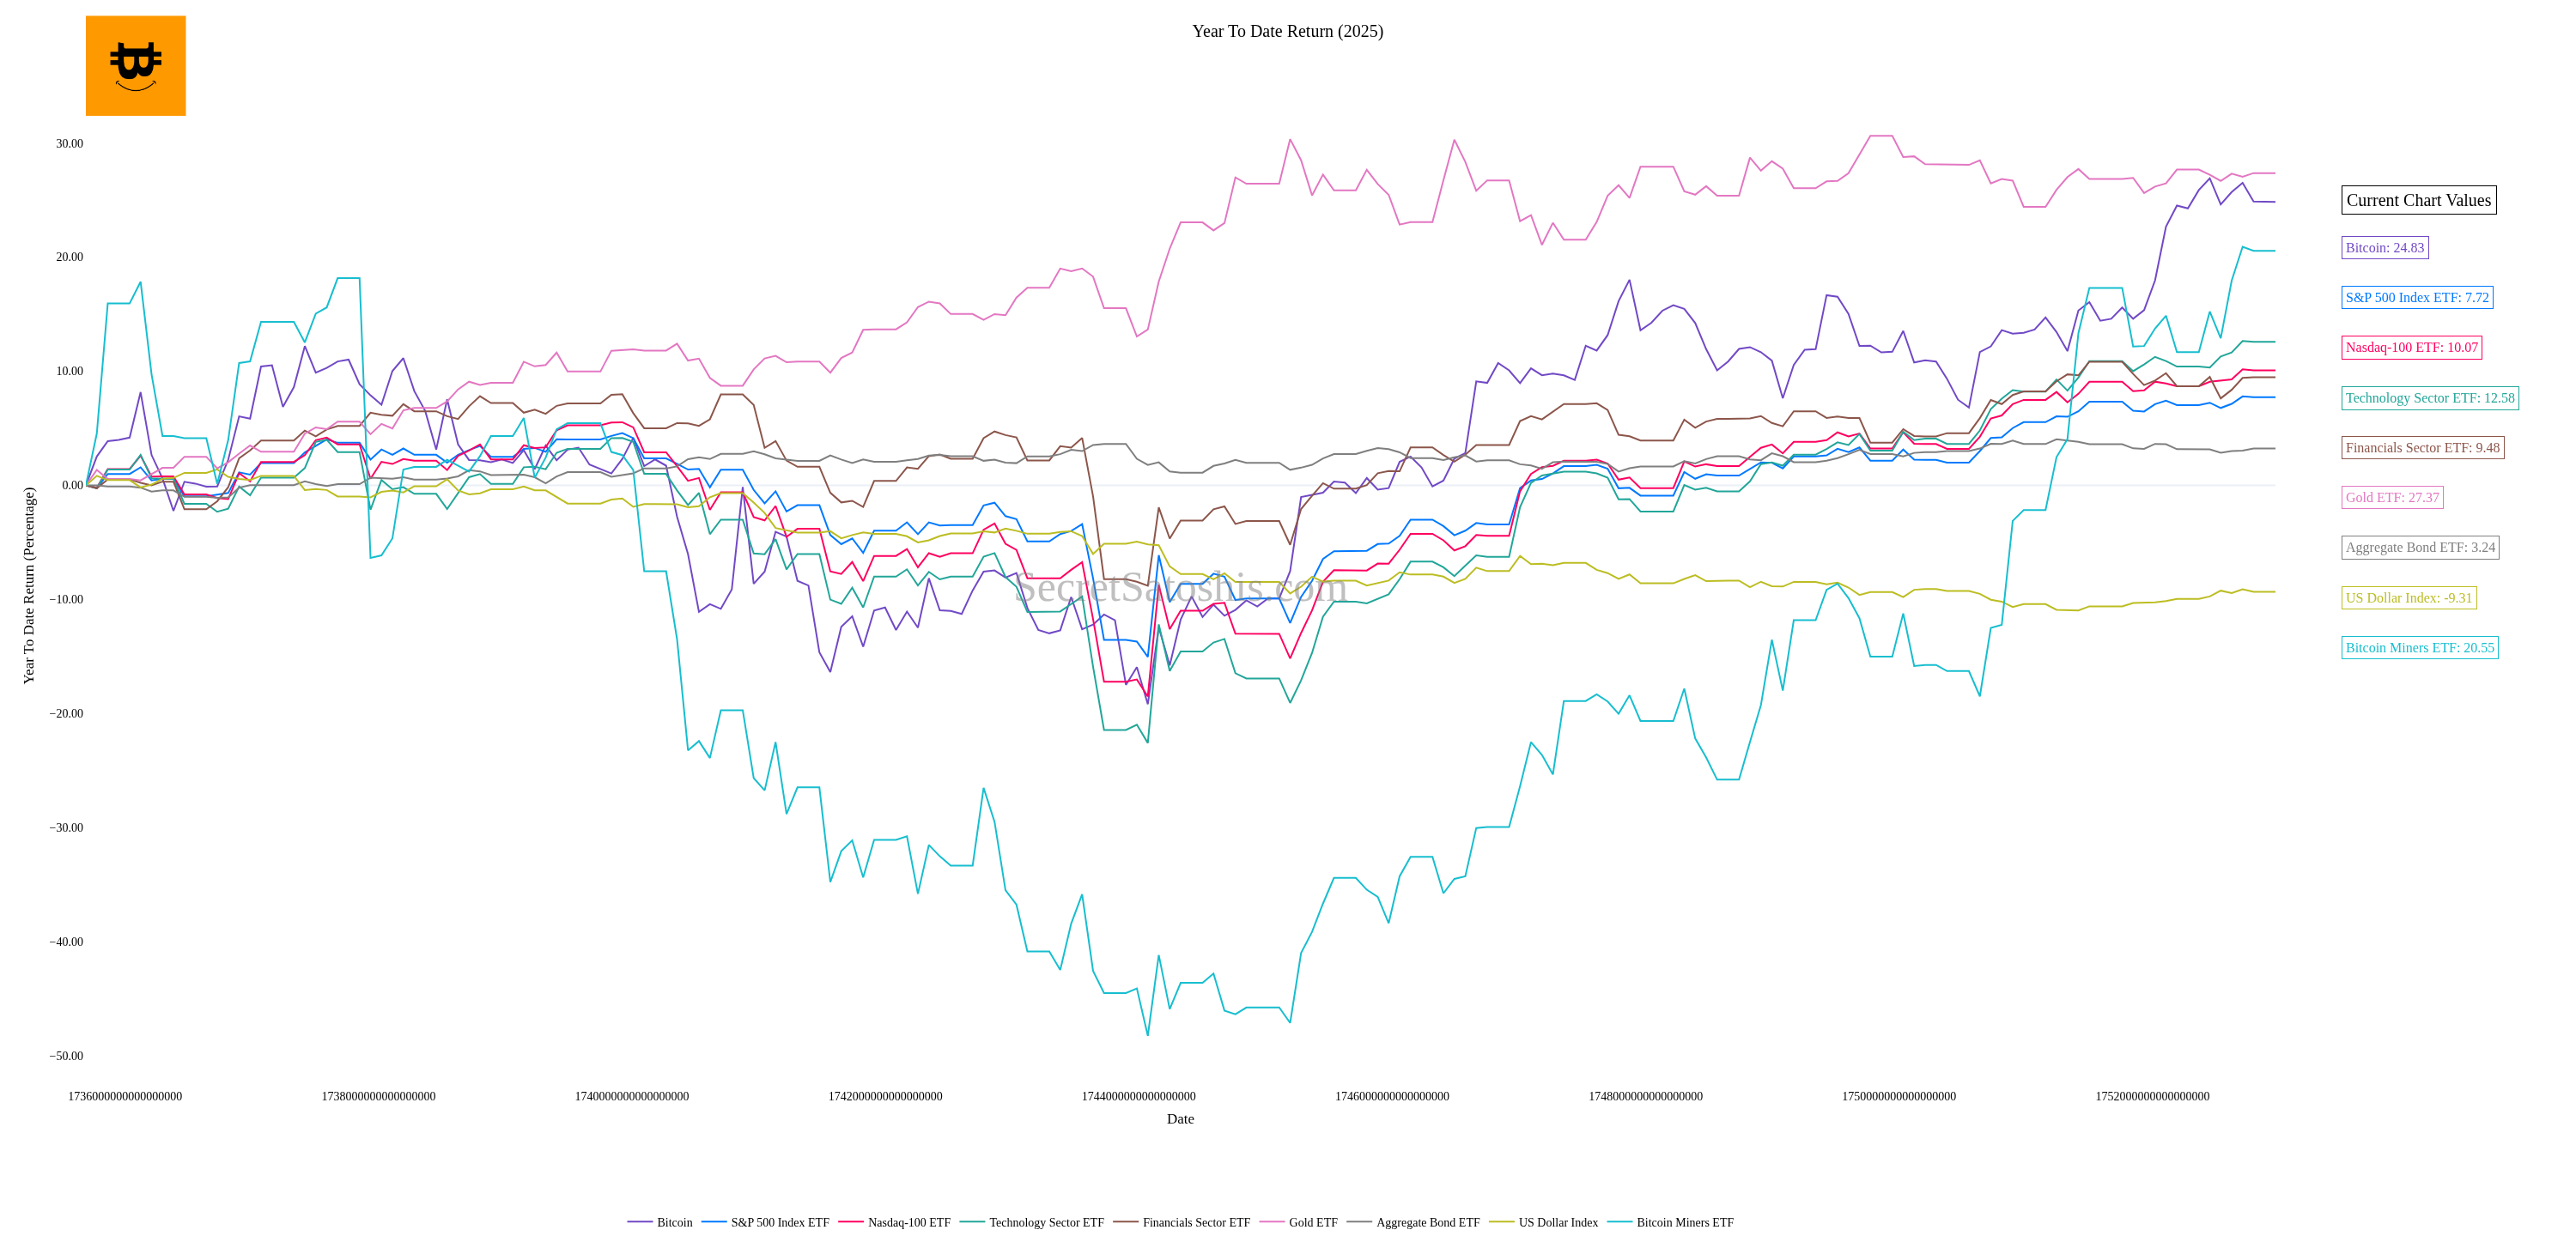 Year To Date Return (2025)
30.00
20.00
10.00
0.00
−10.00
−20.00
−30.00
−40.00
−50.00
Year To Date Return (Percentage)
SecretSatoshis.com
Current Chart Values
Bitcoin: 24.83
S&P 500 Index ETF: 7.72
Nasdaq-100 ETF: 10.07
Technology Sector ETF: 12.58
Financials Sector ETF: 9.48
Gold ETF: 27.37
Aggregate Bond ETF: 3.24
US Dollar Index: -9.31
Bitcoin Miners ETF: 20.55
1736000000000000000 1738000000000000000 1740000000000000000 1742000000000000000 1744000000000000000 1746000000000000000 1748000000000000000 1750000000000000000 1752000000000000000
Date
Bitcoin S&P 500 Index ETF Nasdaq-100 ETF Technology Sector ETF Financials Sector ETF Gold ETF Aggregate Bond ETF US Dollar Index Bitcoin Miners ETF